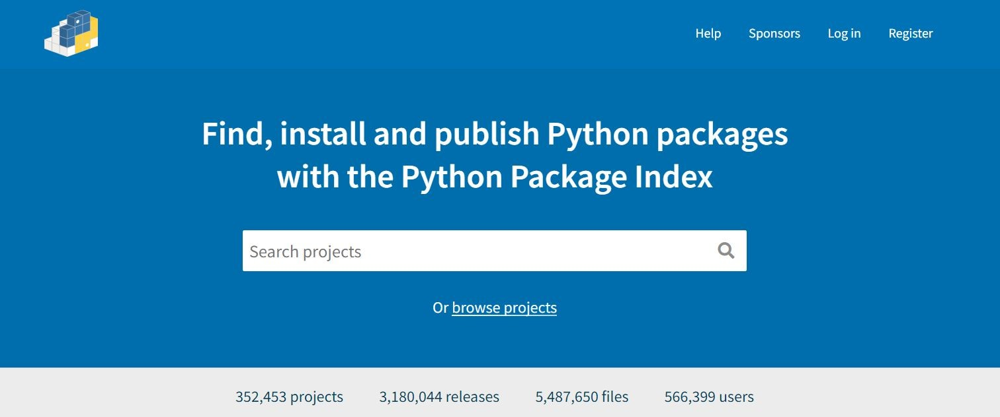 Help Sponsors Log in Register
Find, install and publish Python packages
with the Python Package Index
Search projects
Or browse projects
352,453 projects 3,180,044 releases 5,487,650 files 566,399 users